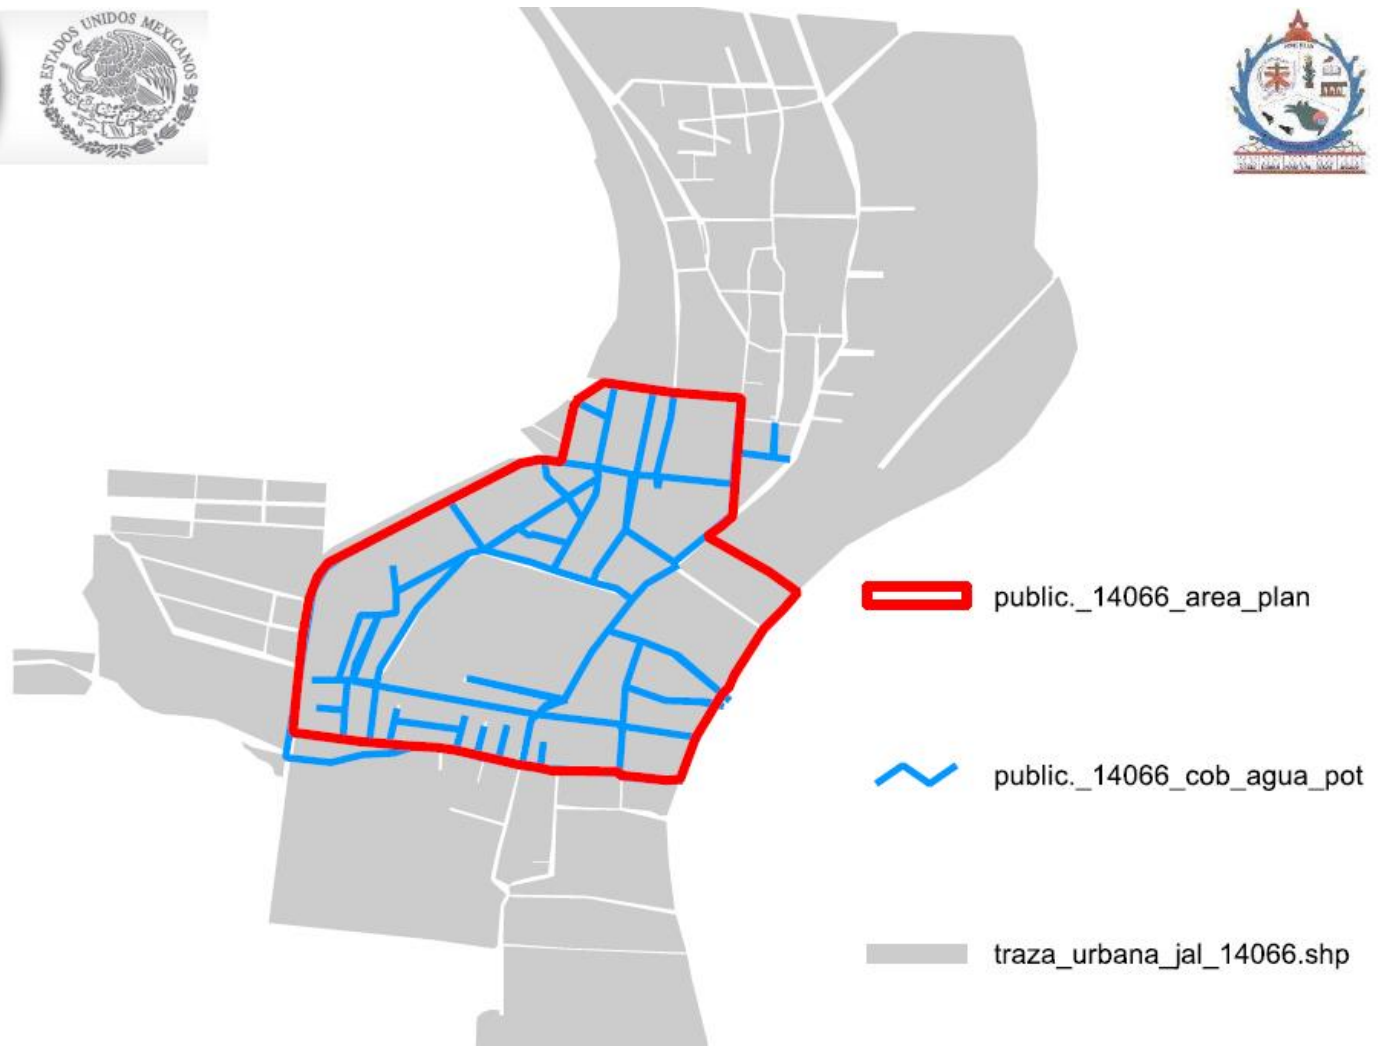 ESTADOS UNIDOS MEXICANOS
public._14066_area_plan
public._14066_cob_agua_pot
traza_urbana_jal_14066.shp